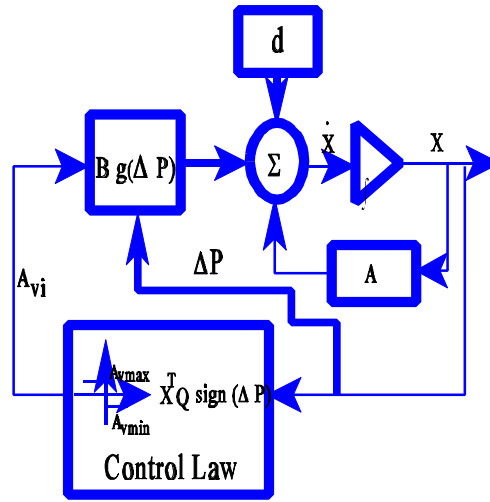 d
B g(Δ P)
Σ
ẋ
x
∫
A
ΔP
A_vi
A_vmax
A_vmin
X^T Q sign (Δ P)
Control Law